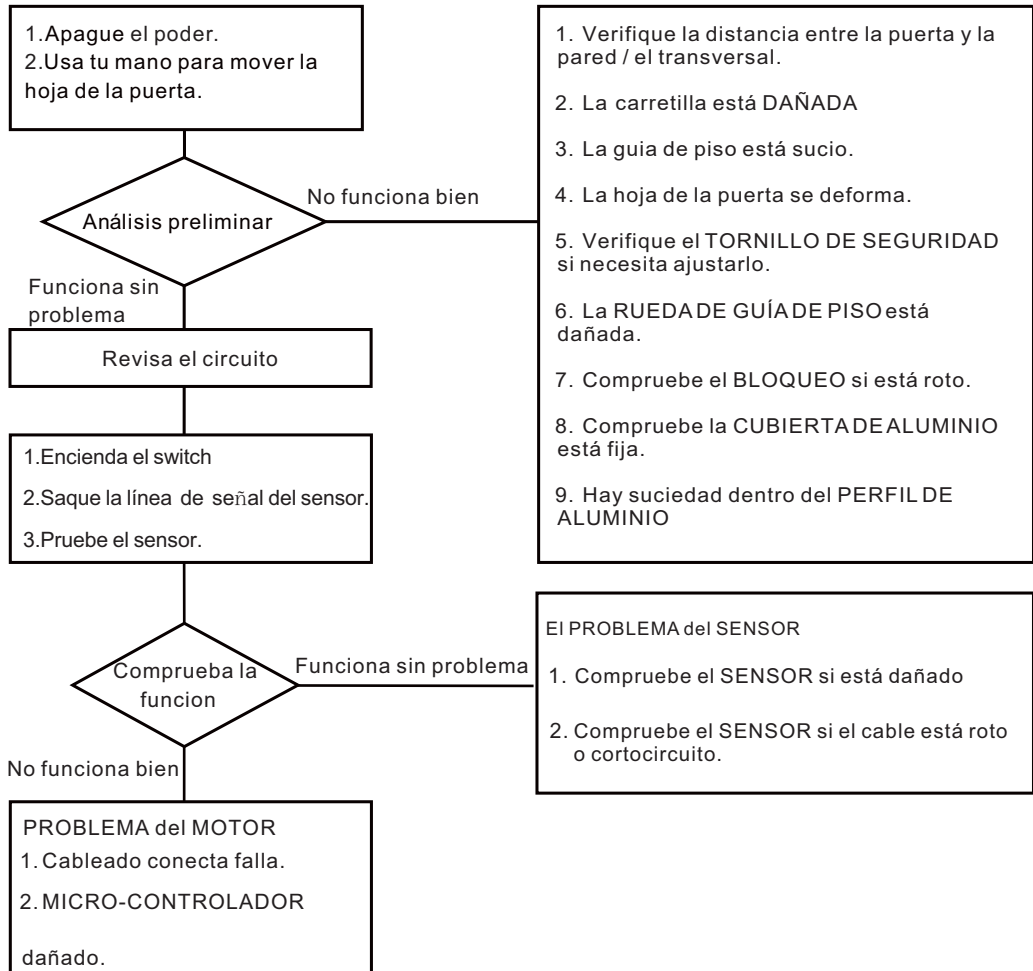 1.Apague el poder.
2.Usa tu mano para mover la
hoja de la puerta.
Análisis preliminar
No funciona bien
1. Verifique la distancia entre la puerta y la
pared / el transversal.
2. La carretilla está DAÑADA
3. La guia de piso está sucio.
4. La hoja de la puerta se deforma.
5. Verifique el TORNILLO DE SEGURIDAD
si necesita ajustarlo.
6. La RUEDA DE GUÍA DE PISO está
dañada.
7. Compruebe el BLOQUEO si está roto.
8. Compruebe la CUBIERTA DE ALUMINIO
está fija.
9. Hay suciedad dentro del PERFIL DE
ALUMINIO
Funciona sin
problema
Revisa el circuito
1.Encienda el switch
2.Saque la línea de señal del sensor.
3.Pruebe el sensor.
Comprueba la
funcion
Funciona sin problema
El PROBLEMA del SENSOR
1. Compruebe el SENSOR si está dañado
2. Compruebe el SENSOR si el cable está roto
o cortocircuito.
No funciona bien
PROBLEMA del MOTOR
1. Cableado conecta falla.
2. MICRO-CONTROLADOR
dañado.